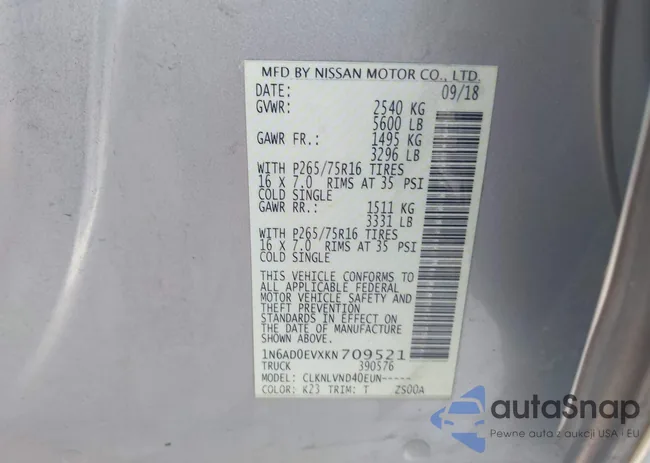 MFD BY NISSAN MOTOR CO., LTD.
DATE: 09/18
GVWR: 2540 KG
5600 LB
GAWR FR.: 1495 KG
3296 LB
WITH P265/75R16 TIRES
16 X 7.0 RIMS AT 35 PSI
COLD SINGLE
GAWR RR.: 1511 KG
3331 LB
WITH P265/75R16 TIRES
16 X 7.0 RIMS AT 35 PSI
COLD SINGLE
THIS VEHICLE CONFORMS TO
ALL APPLICABLE FEDERAL
MOTOR VEHICLE SAFETY AND
THEFT PREVENTION
STANDARDS IN EFFECT ON
THE DATE OF MANUFACTURE
SHOWN ABOVE.
1N6AD0EVXKN709521
TRUCK 390576
MODEL: CLKNLVND40EUN-----
COLOR: K23 TRIM: T ZS00A
autaSnap
Pewne auta z aukcji USA i EU